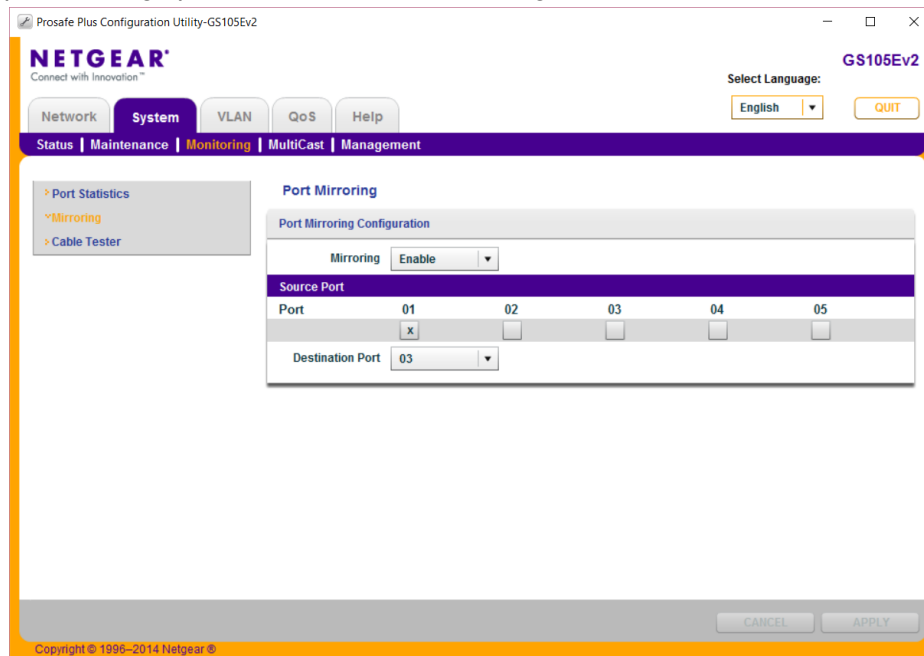 Prosafe Plus Configuration Utility-GS105Ev2
NETGEAR®
Connect with Innovation™
GS105Ev2
Select Language:
English
QUIT
Network System VLAN QoS Help
Status | Maintenance | Monitoring | MultiCast | Management
Port Statistics
Mirroring
Cable Tester
Port Mirroring
Port Mirroring Configuration
Mirroring Enable
Source Port
Port 01 02 03 04 05
x
Destination Port 03
CANCEL APPLY
Copyright © 1996–2014 Netgear ®